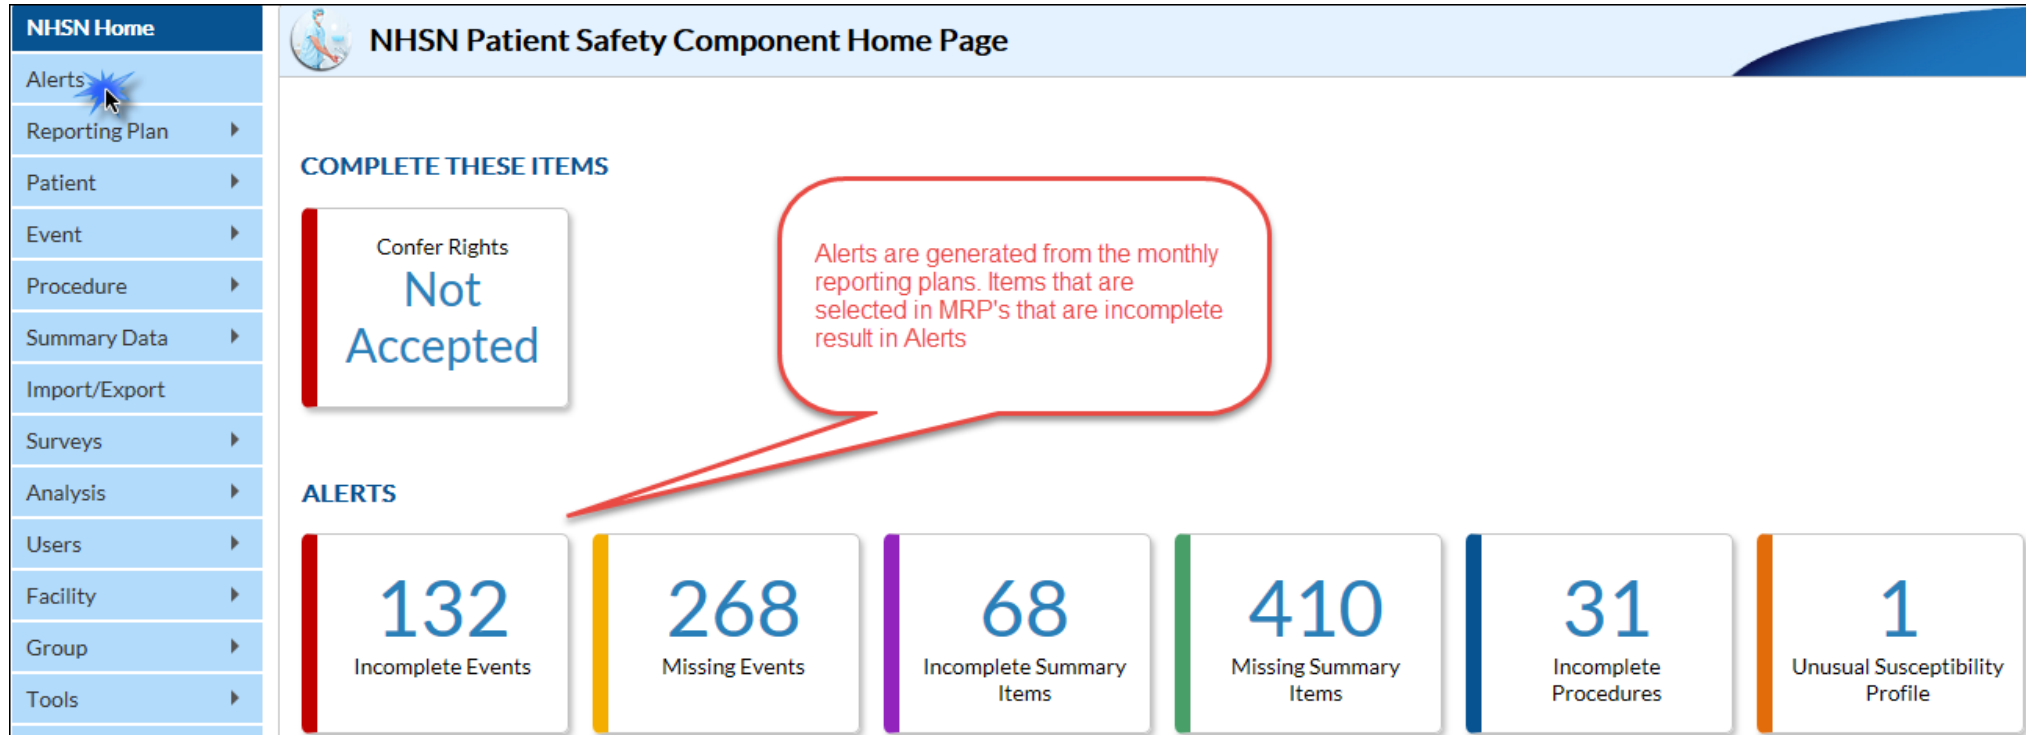 NHSN Home
Alerts
Reporting Plan
Patient
Event
Procedure
Summary Data
Import/Export
Surveys
Analysis
Users
Facility
Group
Tools
NHSN Patient Safety Component Home Page
COMPLETE THESE ITEMS
Confer Rights
Not
Accepted
Alerts are generated from the monthly
reporting plans. Items that are
selected in MRP's that are incomplete
result in Alerts
ALERTS
132
Incomplete Events
268
Missing Events
68
Incomplete Summary
Items
410
Missing Summary
Items
31
Incomplete
Procedures
1
Unusual Susceptibility
Profile